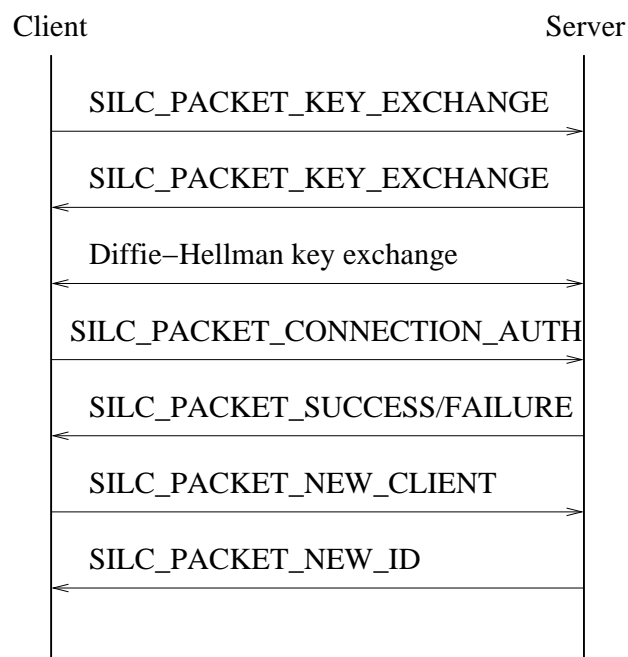 Client Server
SILC_PACKET_KEY_EXCHANGE
SILC_PACKET_KEY_EXCHANGE
Diffie−Hellman key exchange
SILC_PACKET_CONNECTION_AUTH
SILC_PACKET_SUCCESS/FAILURE
SILC_PACKET_NEW_CLIENT
SILC_PACKET_NEW_ID